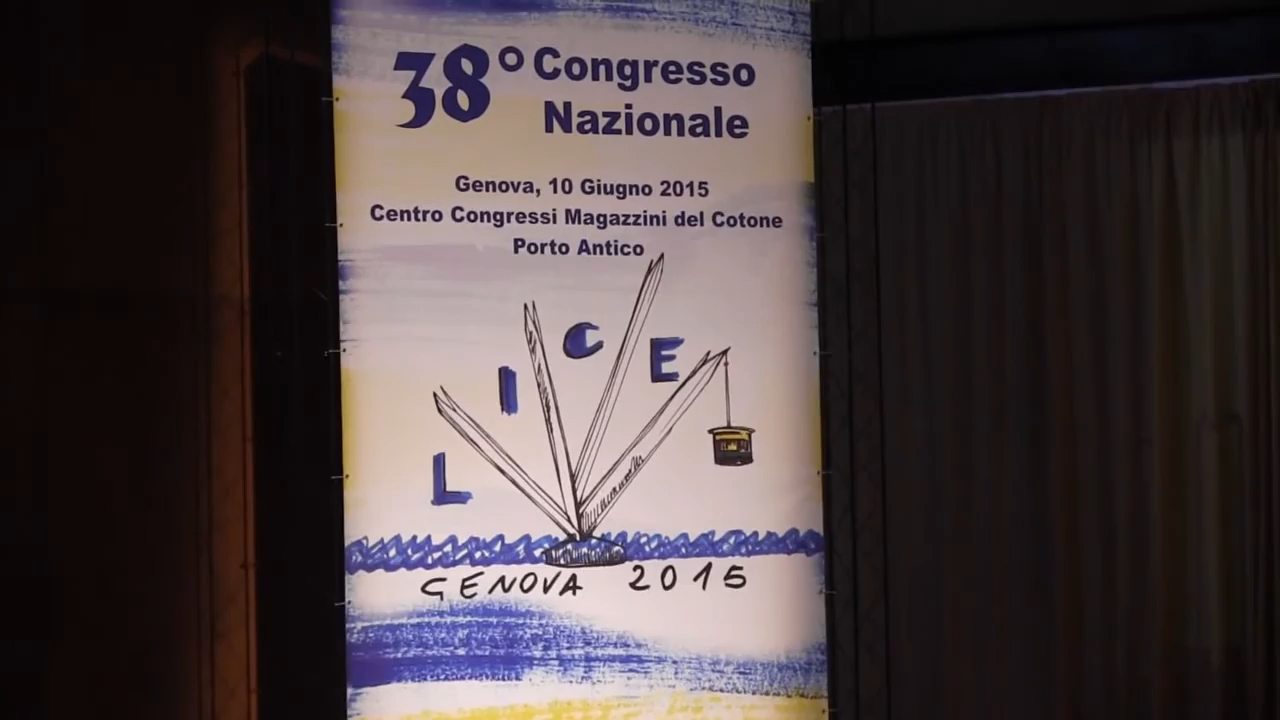 38° Congresso
Nazionale
Genova, 10 Giugno 2015
Centro Congressi Magazzini del Cotone
Porto Antico
L I C E
GENOVA 2015